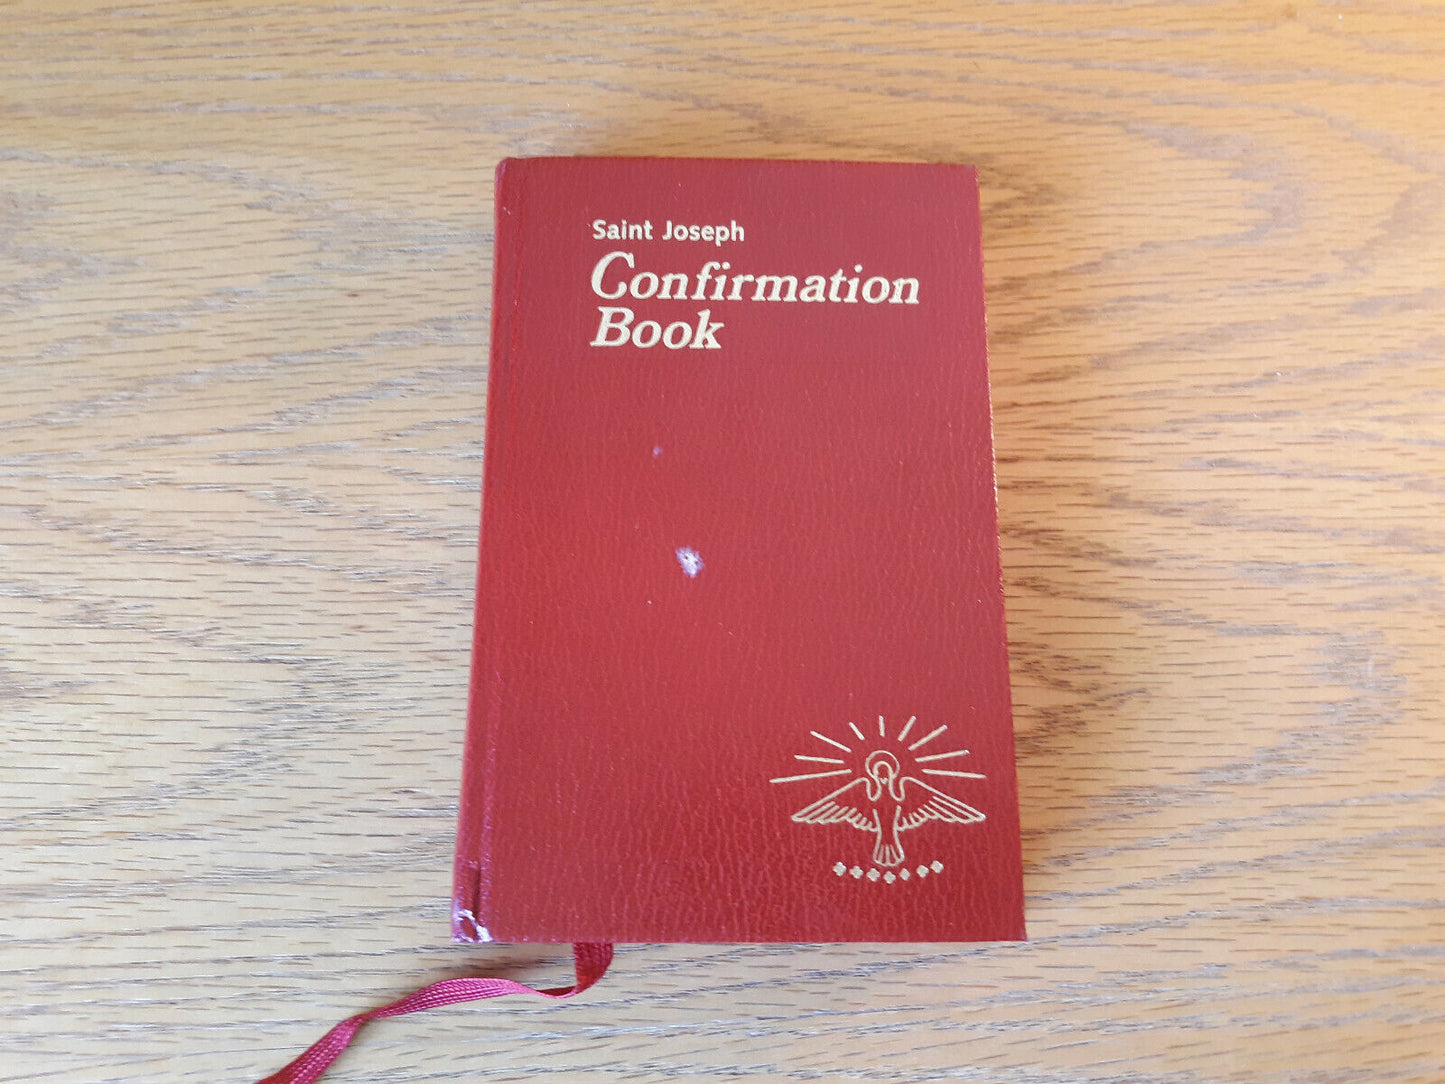 Saint Joseph
Confirmation
Book